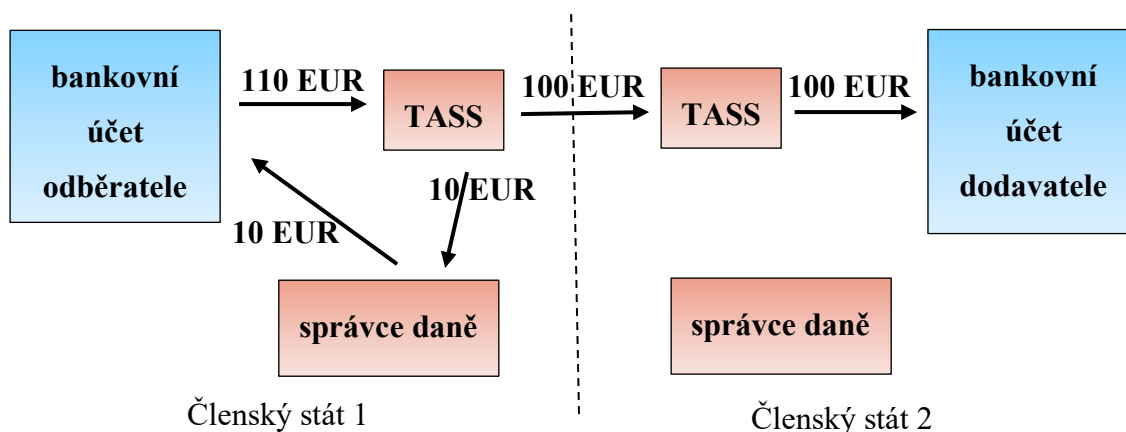 bankovní
účet
odběratele
110 EUR
TASS
100 EUR
TASS
100 EUR
bankovní
účet
dodavatele
10 EUR
10 EUR
správce daně
správce daně
Členský stát 1
Členský stát 2